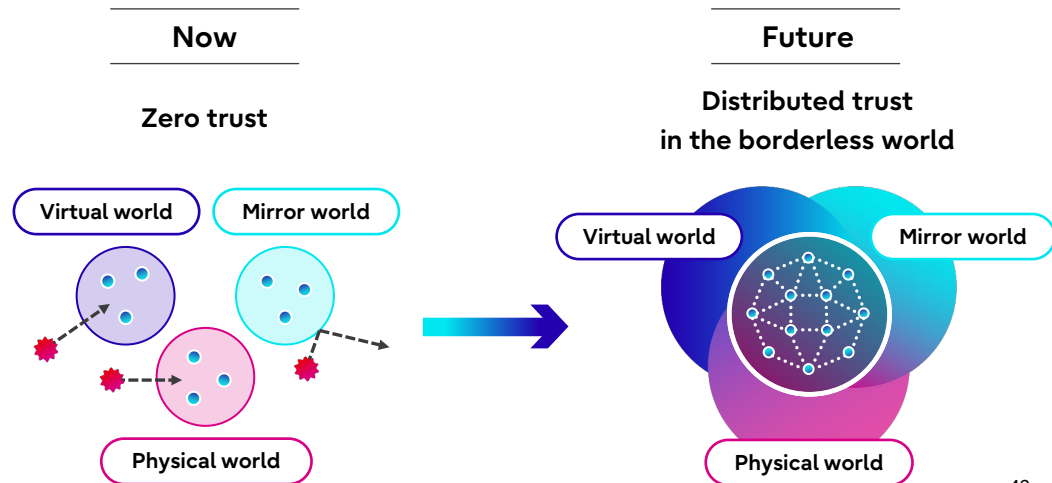 Now
Zero trust
Virtual world
Mirror world
Physical world
Future
Distributed trust
in the borderless world
Virtual world
Mirror world
Physical world